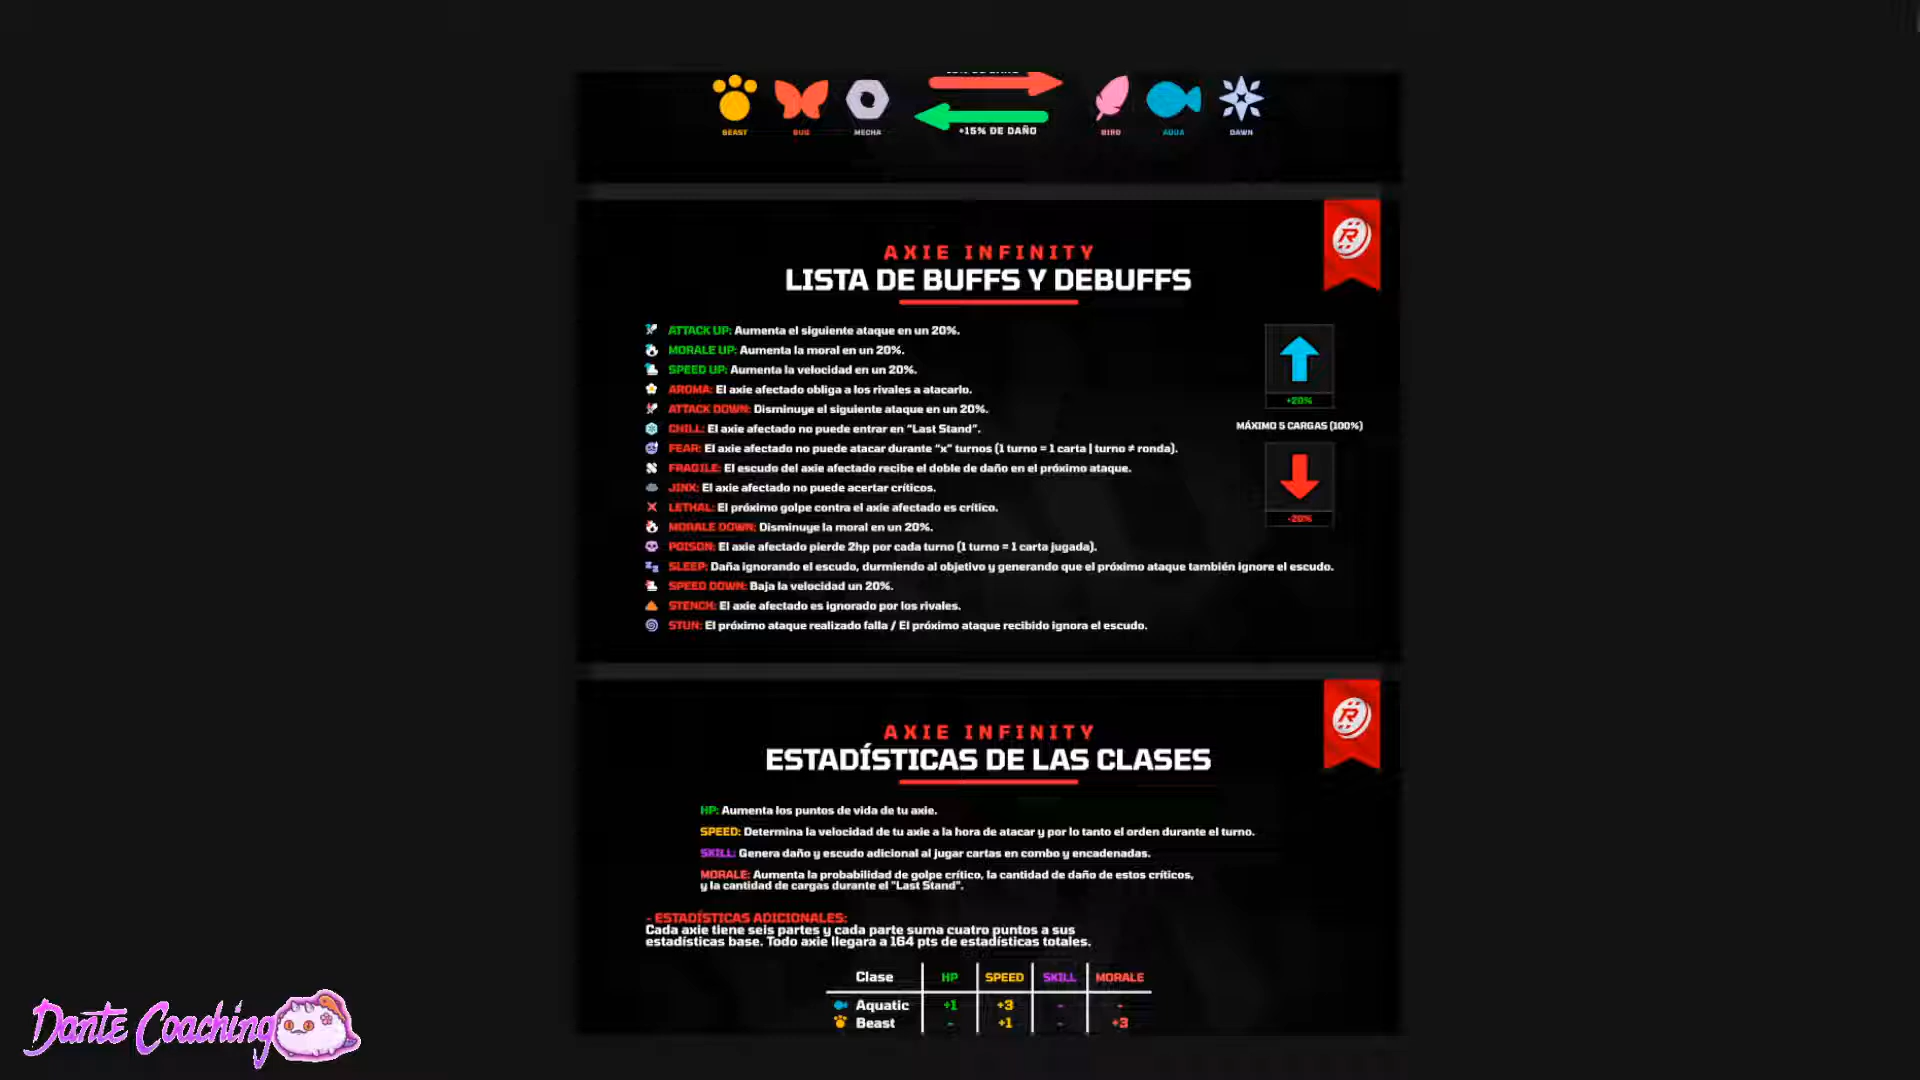 BEAST BUG MECHA +15% DE DAÑO BIRD AQUA DAWN
AXIE INFINITY
LISTA DE BUFFS Y DEBUFFS
ATTACK UP: Aumenta el siguiente ataque en un 20%.
MORALE UP: Aumenta la moral en un 20%.
SPEED UP: Aumenta la velocidad en un 20%.
AROMA: El axie afectado obliga a los rivales a atacarlo.
ATTACK DOWN: Disminuye el siguiente ataque en un 20%.
CHILL: El axie afectado no puede entrar en "Last Stand".
FEAR: El axie afectado no puede atacar durante "x" turnos (1 turno = 1 carta | turno ≠ ronda).
FRAGILE: El escudo del axie afectado recibe el doble de daño en el próximo ataque.
JINX: El axie afectado no puede acertar críticos.
LETHAL: El próximo golpe contra el axie afectado es crítico.
MORALE DOWN: Disminuye la moral en un 20%.
POISON: El axie afectado pierde 2hp por cada turno (1 turno = 1 carta jugada).
SLEEP: Daña ignorando el escudo, durmiendo al objetivo y generando que el próximo ataque también ignore el escudo.
SPEED DOWN: Baja la velocidad un 20%.
STENCH: El axie afectado es ignorado por los rivales.
STUN: El próximo ataque realizado falla / El próximo ataque recibido ignora el escudo.
+20%
MÁXIMO 5 CARGAS (100%)
-20%
AXIE INFINITY
ESTADÍSTICAS DE LAS CLASES
HP: Aumenta los puntos de vida de tu axie.
SPEED: Determina la velocidad de tu axie a la hora de atacar y por lo tanto el orden durante el turno.
SKILL: Genera daño y escudo adicional al jugar cartas en combo y encadenadas.
MORALE: Aumenta la probabilidad de golpe crítico, la cantidad de daño de estos críticos,
y la cantidad de cargas durante el "Last Stand".
- ESTADÍSTICAS ADICIONALES:
Cada axie tiene seis partes y cada parte suma cuatro puntos a sus
estadísticas base. Todo axie llegara a 164 pts de estadísticas totales.
Clase HP SPEED SKILL MORALE
Aquatic +1 +3 - -
Beast - +1 - +3
Dante Coaching